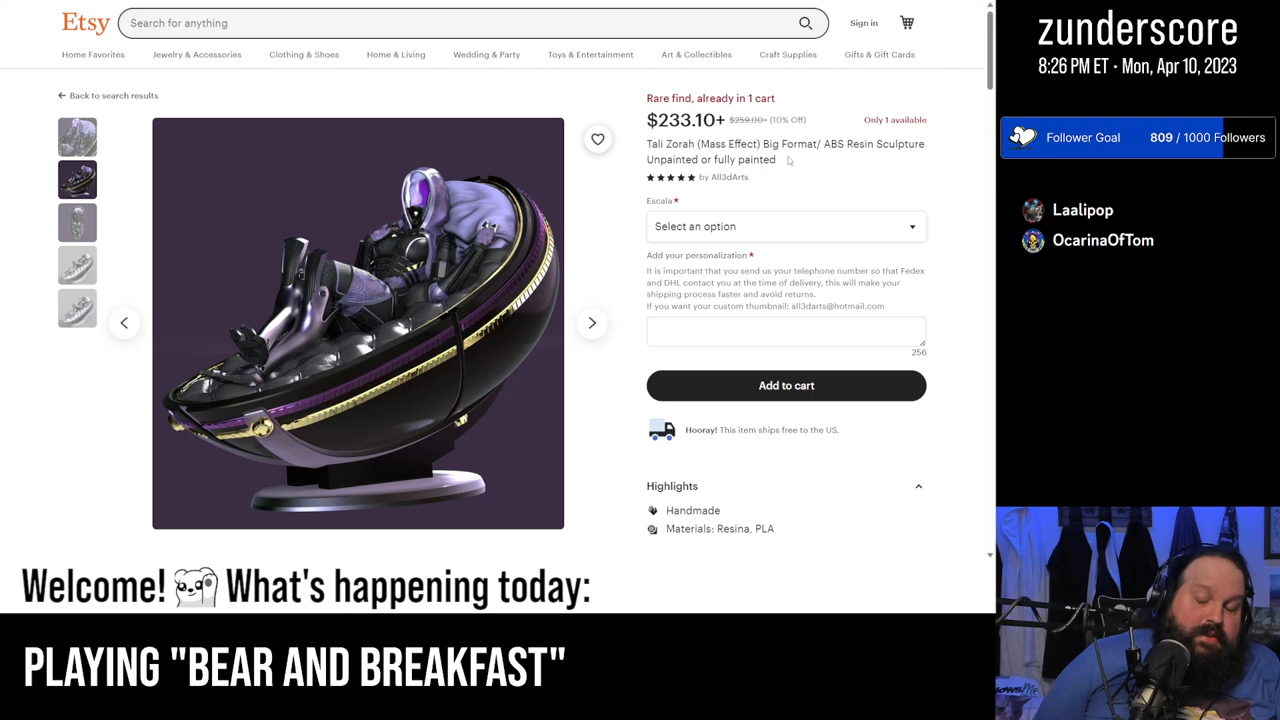 Etsy
Search for anything
Sign in
Home Favorites
Jewelry & Accessories
Clothing & Shoes
Home & Living
Wedding & Party
Toys & Entertainment
Art & Collectibles
Craft Supplies
Gifts & Gift Cards
Back to search results
Rare find, already in 1 cart
$233.10+ $259.00+ (10% Off)
Only 1 available
Tali Zorah (Mass Effect) Big Format/ ABS Resin Sculpture
Unpainted or fully painted
★★★★★ by All3dArts
Escala *
Select an option
Add your personalization *
It is important that you send us your telephone number so that Fedex
and DHL contact you at the time of delivery, this will make your
shipping process faster and avoid returns.
If you want your custom thumbnail: all3darts@hotmail.com
256
Add to cart
Hooray! This item ships free to the US.
Highlights
Handmade
Materials: Resina, PLA
Welcome! What's happening today:
PLAYING "BEAR AND BREAKFAST"
zunderscore
8:26 PM ET · Mon, Apr 10, 2023
Follower Goal
809 / 1000 Followers
Laalipop
OcarinaOfTom